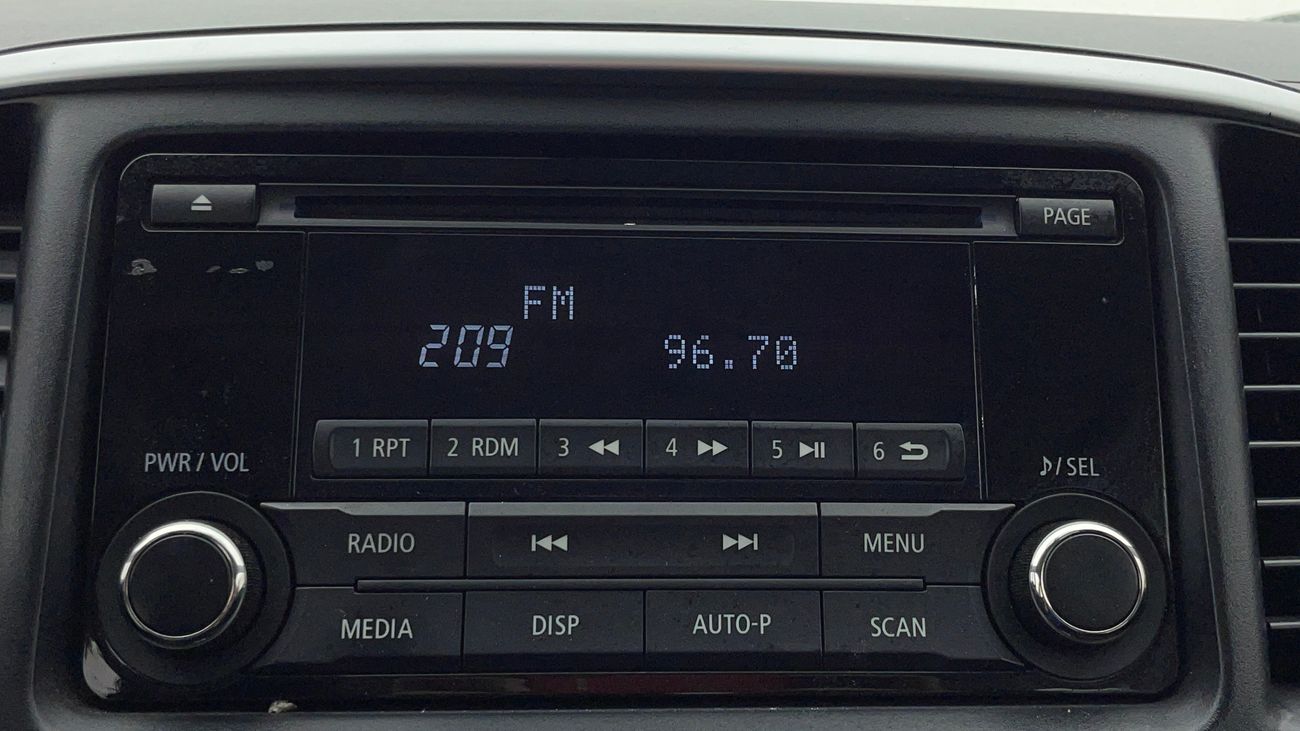 PAGE
FM
209 96.70
PWR / VOL
1 RPT 2 RDM 3 4 5 6
/ SEL
RADIO MENU
MEDIA DISP AUTO-P SCAN